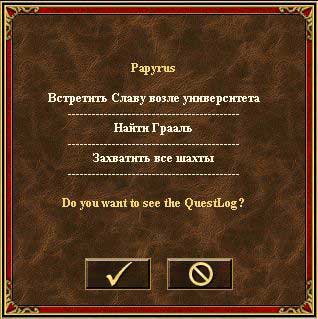 Papyrus
Встретить Славу возле университета
-------------------------------------------
Найти Грааль
-------------------------------------------
Захватить все шахты
-------------------------------------------
Do you want to see the QuestLog?